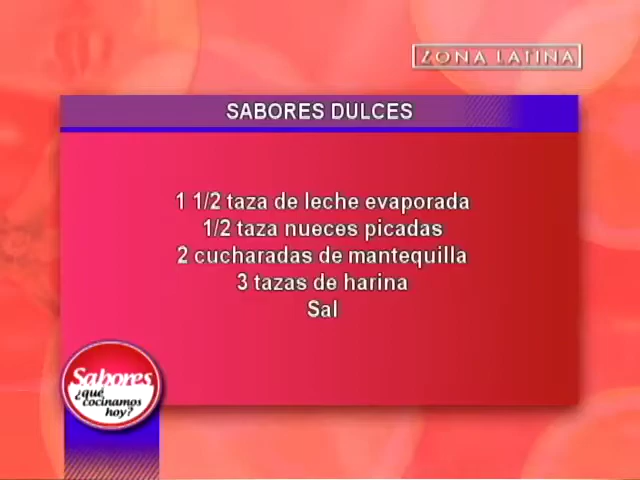 ZONA LATINA
SABORES DULCES
1 1/2 taza de leche evaporada
1/2 taza nueces picadas
2 cucharadas de mantequilla
3 tazas de harina
Sal
Sabores
¿qué
cocinamos
hoy?